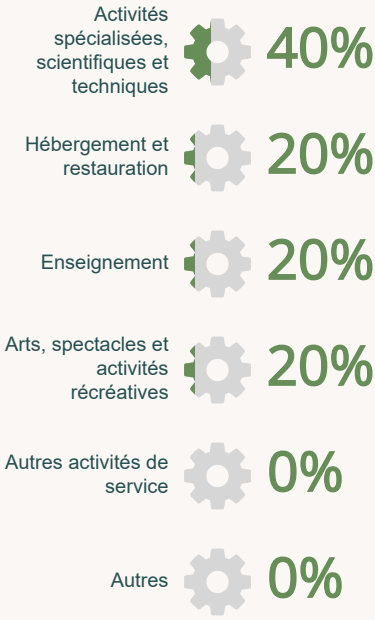 Activités
spécialisées,
scientifiques et
techniques
40%
Hébergement et
restauration
20%
Enseignement
20%
Arts, spectacles et
activités
récréatives
20%
Autres activités de
service
0%
Autres
0%